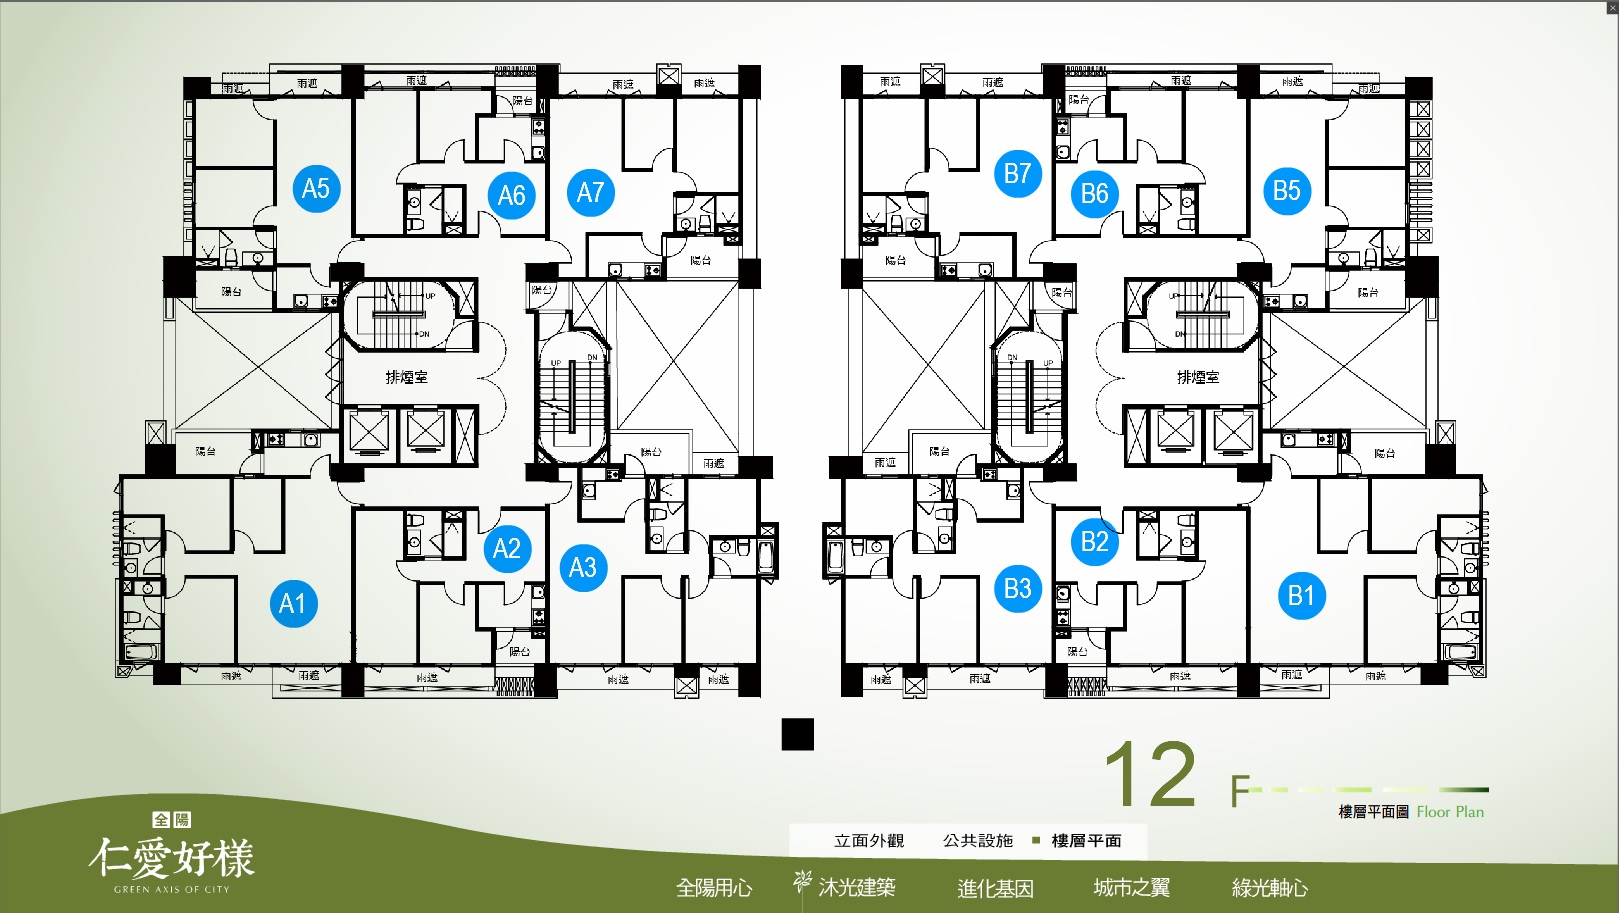 雨遮 雨遮 雨遮 雨遮 雨遮 雨遮 雨遮 雨遮 雨遮 雨遮
陽台 陽台
A5 A6 A7 B7 B6 B5
陽台 陽台 陽台 陽台
陽台 陽台
UP DN UP DN
UP DN DN UP
排煙室 排煙室
陽台 陽台 陽台 陽台
雨遮 雨遮
A1 A2 A3 B3 B2 B1
陽台 陽台
雨遮 雨遮 雨遮 雨遮 雨遮 雨遮 雨遮 雨遮 雨遮 雨遮
12 F
樓層平面圖 Floor Plan
立面外觀 公共設施 樓層平面
全陽
仁愛好樣
GREEN AXIS OF CITY
全陽用心 沐光建築 進化基因 城市之翼 綠光軸心